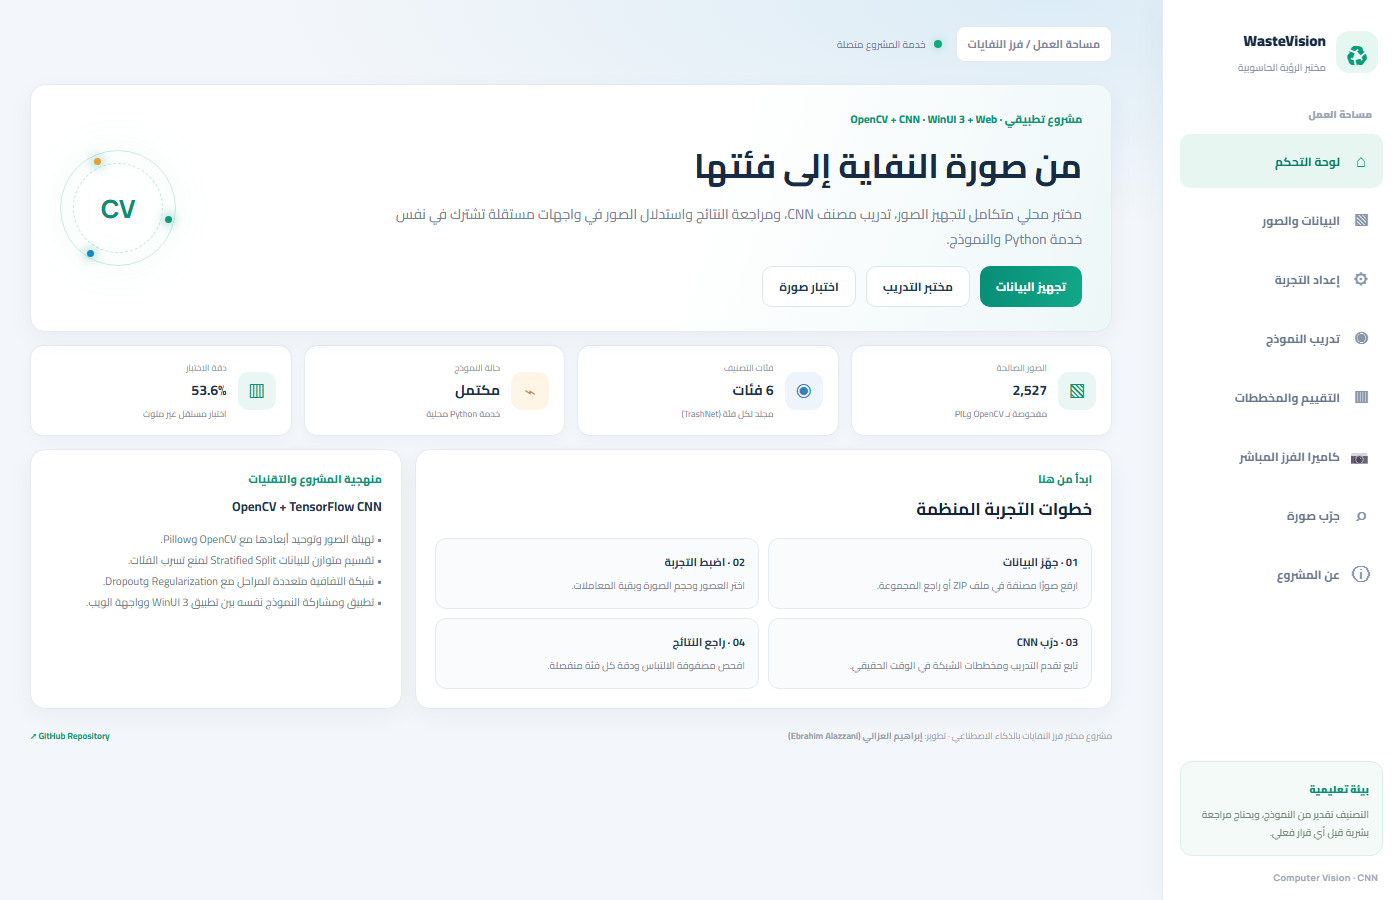 WasteVision
مختبر الرؤية الحاسوبية
مساحة العمل
لوحة التحكم
البيانات والصور
إعداد التجربة
تدريب النموذج
التقييم والمخططات
كاميرا الفرز المباشر
جرّب صورة
عن المشروع
بيئة تعليمية
التصنيف تقدير من النموذج، ويحتاج مراجعة
بشرية قبل أي قرار فعلي.
Computer Vision · CNN
مساحة العمل / فرز النفايات
خدمة المشروع متصلة
مشروع تطبيقي · OpenCV + CNN · WinUI 3 + Web
من صورة النفاية إلى فئتها
مختبر محلي متكامل لتجهيز الصور، تدريب مصنف CNN، ومراجعة النتائج واستدلال الصور في واجهات مستقلة تشترك في نفس
خدمة Python والنموذج.
تجهيز البيانات
مختبر التدريب
اختبار صورة
CV
الصور الصالحة
2,527
مفحوصة بـ OpenCV وPIL
فئات التصنيف
6 فئات
مجلد لكل فئة (TrashNet)
حالة النموذج
مكتمل
خدمة Python محلية
دقة الاختبار
53.6%
اختبار مستقل غير ملوث
ابدأ من هنا
خطوات التجربة المنظمة
01 · جهّز البيانات
ارفع صورًا مصنفة في ملف ZIP أو راجع المجموعة.
02 · اضبط التجربة
اختر العصور وحجم الصورة وبقية المعاملات.
03 · درّب CNN
تابع تقدم التدريب ومخططات الشبكة في الوقت الحقيقي.
04 · راجع النتائج
افحص مصفوفة الالتباس ودقة كل فئة منفصلة.
منهجية المشروع والتقنيات
OpenCV + TensorFlow CNN
• تهيئة الصور وتوحيد أبعادها مع OpenCV وPillow.
• تقسيم متوازن للبيانات Stratified Split لمنع تسرب الفئات.
• شبكة التفافية متعددة المراحل مع Regularization وDropout.
• تطبيق ومشاركة النموذج نفسه بين تطبيق WinUI 3 وواجهة الويب.
مشروع مختبر فرز النفايات بالذكاء الاصطناعي · تطوير: إبراهيم العزاني (Ebrahim Alazzani)
GitHub Repository ↗